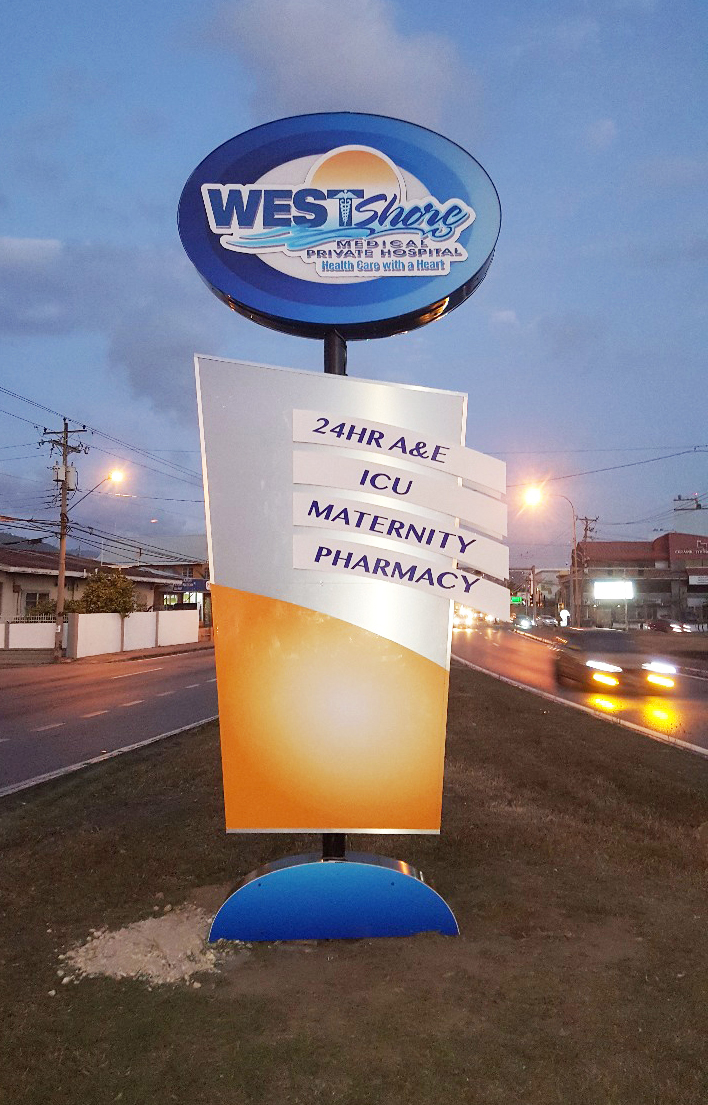 WEST Shore
MEDICAL
PRIVATE HOSPITAL
Health Care with a Heart
24HR A&E
ICU
MATERNITY
PHARMACY